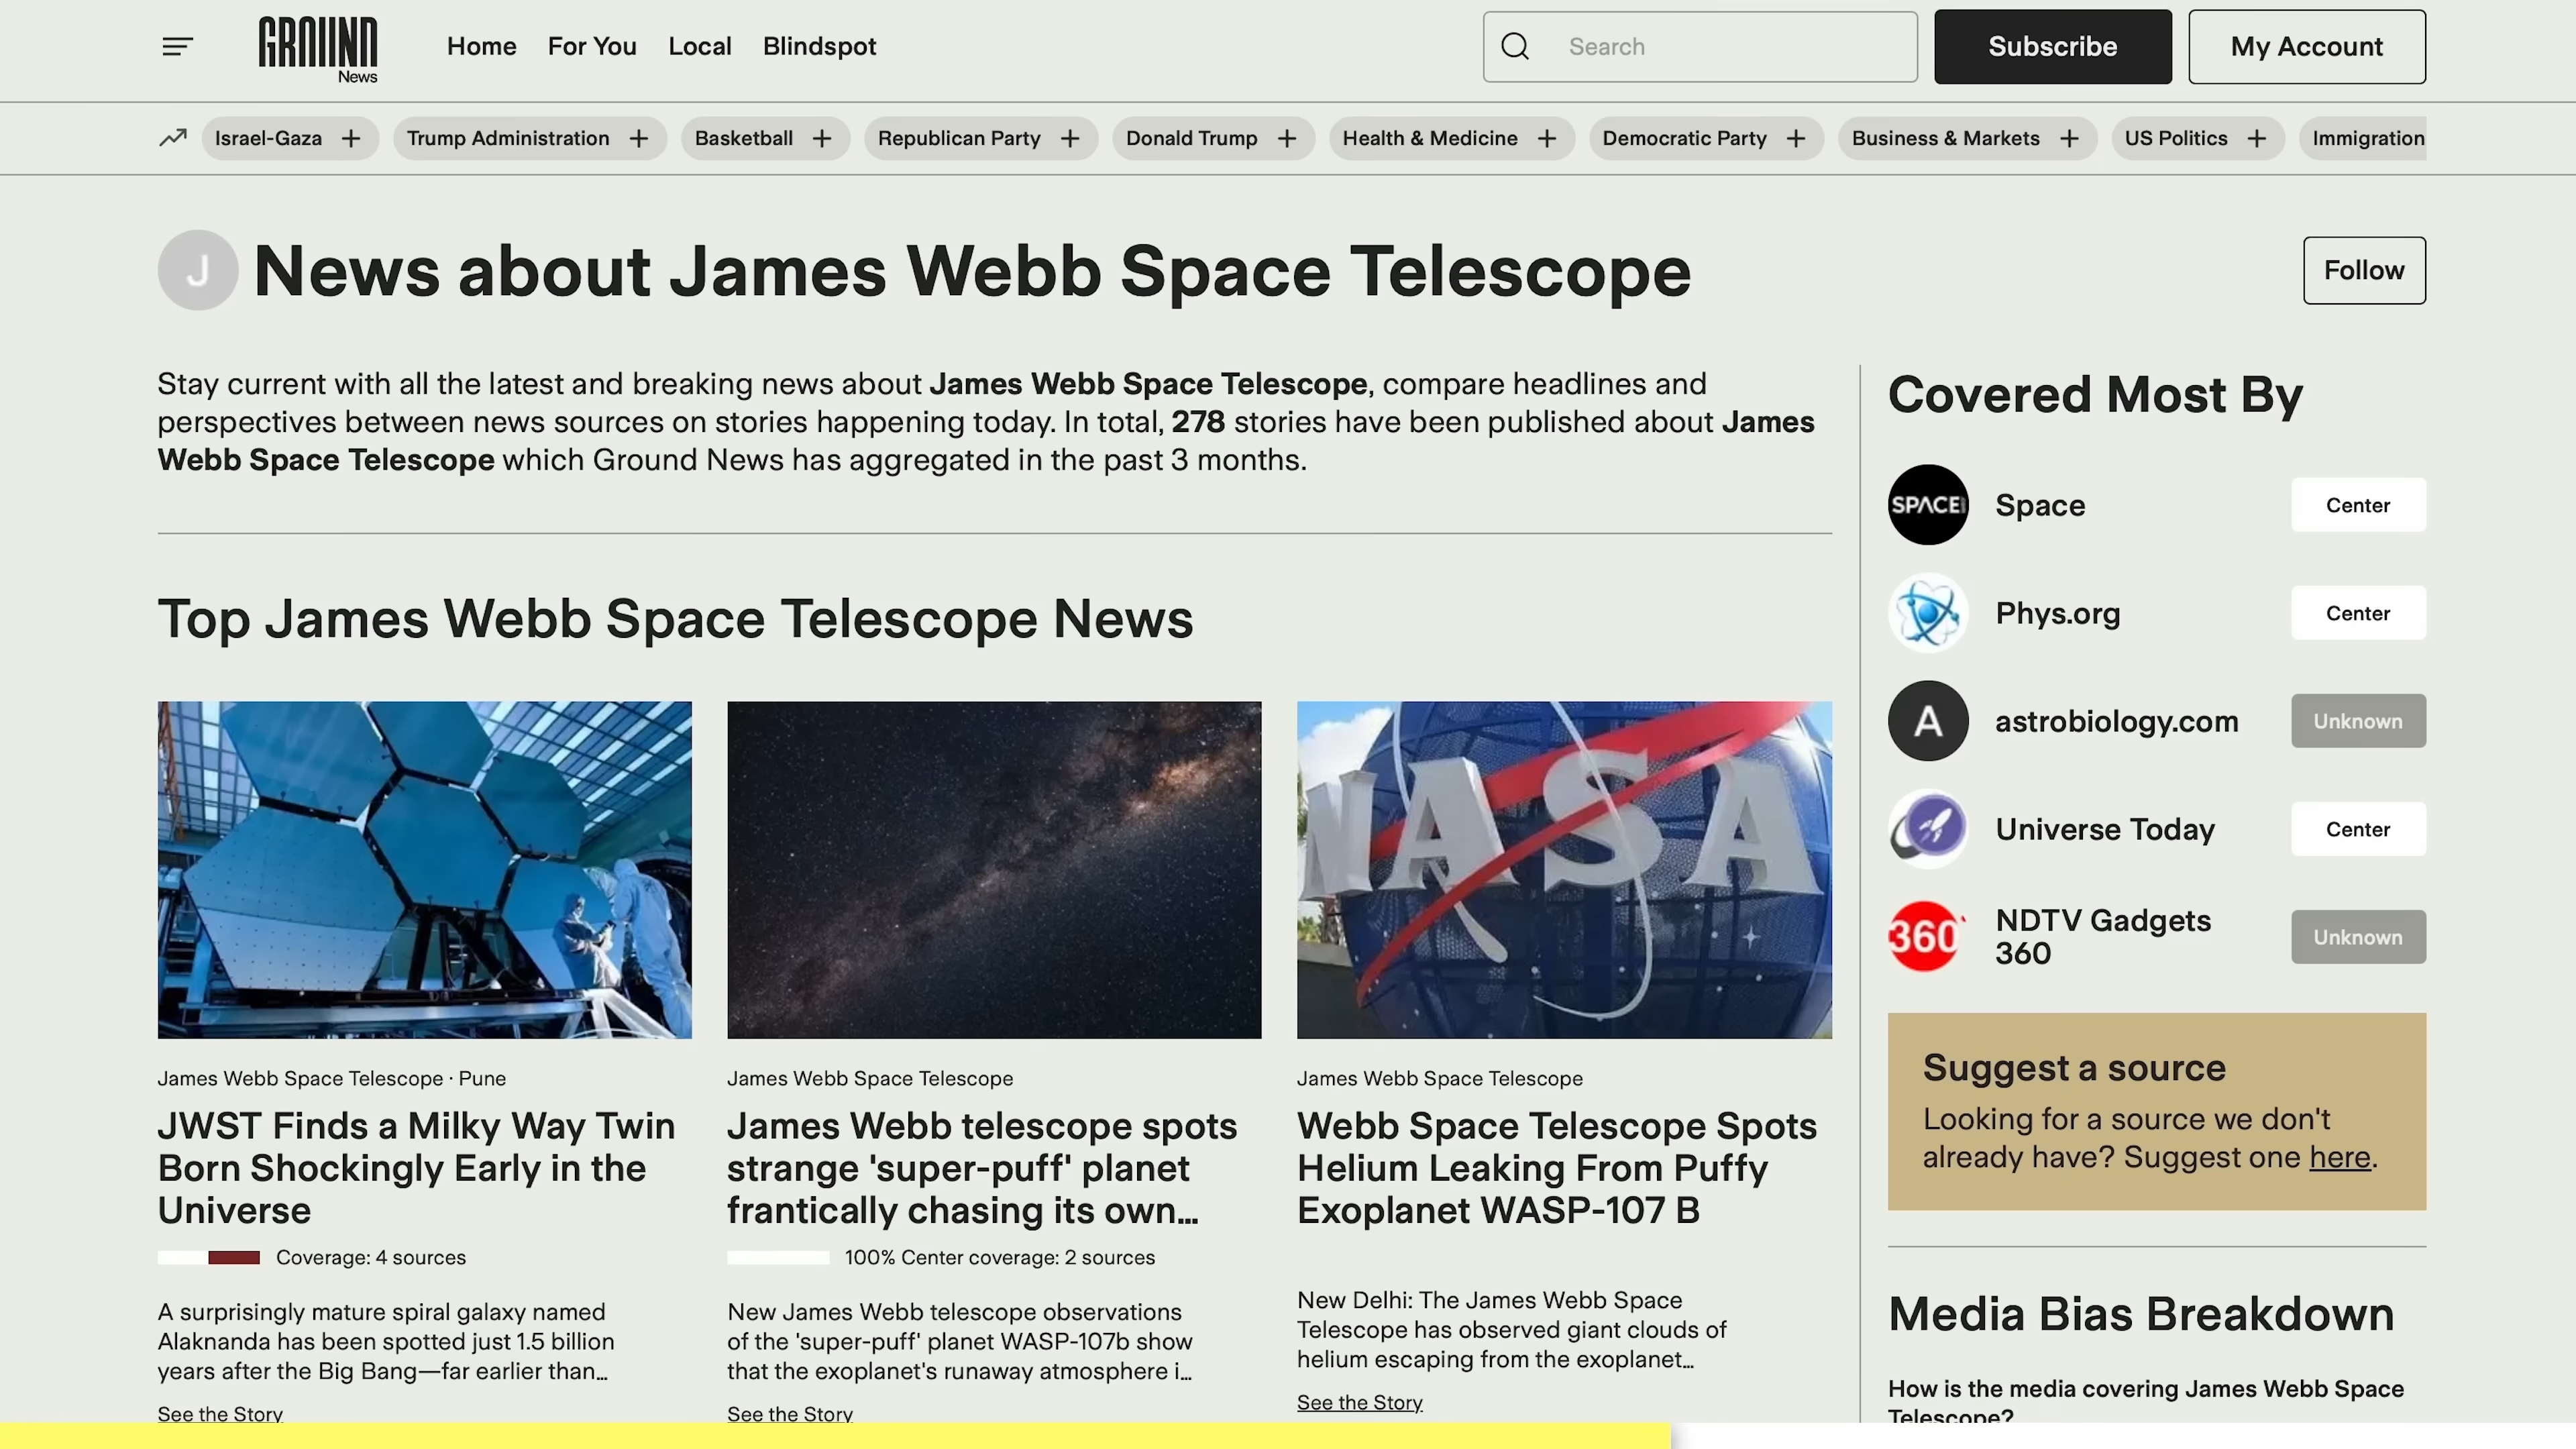 GROUND
News
Home
For You
Local
Blindspot
Search
Subscribe
My Account
Israel-Gaza +
Trump Administration +
Basketball +
Republican Party +
Donald Trump +
Health & Medicine +
Democratic Party +
Business & Markets +
US Politics +
Immigration
J
News about James Webb Space Telescope
Follow
Stay current with all the latest and breaking news about James Webb Space Telescope, compare headlines and
perspectives between news sources on stories happening today. In total, 278 stories have been published about James
Webb Space Telescope which Ground News has aggregated in the past 3 months.
Top James Webb Space Telescope News
James Webb Space Telescope · Pune
JWST Finds a Milky Way Twin
Born Shockingly Early in the
Universe
Coverage: 4 sources
A surprisingly mature spiral galaxy named
Alaknanda has been spotted just 1.5 billion
years after the Big Bang—far earlier than...
See the Story
James Webb Space Telescope
James Webb telescope spots
strange 'super-puff' planet
frantically chasing its own...
100% Center coverage: 2 sources
New James Webb telescope observations
of the 'super-puff' planet WASP-107b show
that the exoplanet's runaway atmosphere i...
See the Story
NASA
James Webb Space Telescope
Webb Space Telescope Spots
Helium Leaking From Puffy
Exoplanet WASP-107 B
New Delhi: The James Webb Space
Telescope has observed giant clouds of
helium escaping from the exoplanet...
See the Story
Covered Most By
SPACE
Space
Center
Phys.org
Center
A
astrobiology.com
Unknown
Universe Today
Center
360
NDTV Gadgets
360
Unknown
Suggest a source
Looking for a source we don't
already have? Suggest one here.
Media Bias Breakdown
How is the media covering James Webb Space
Telescope?